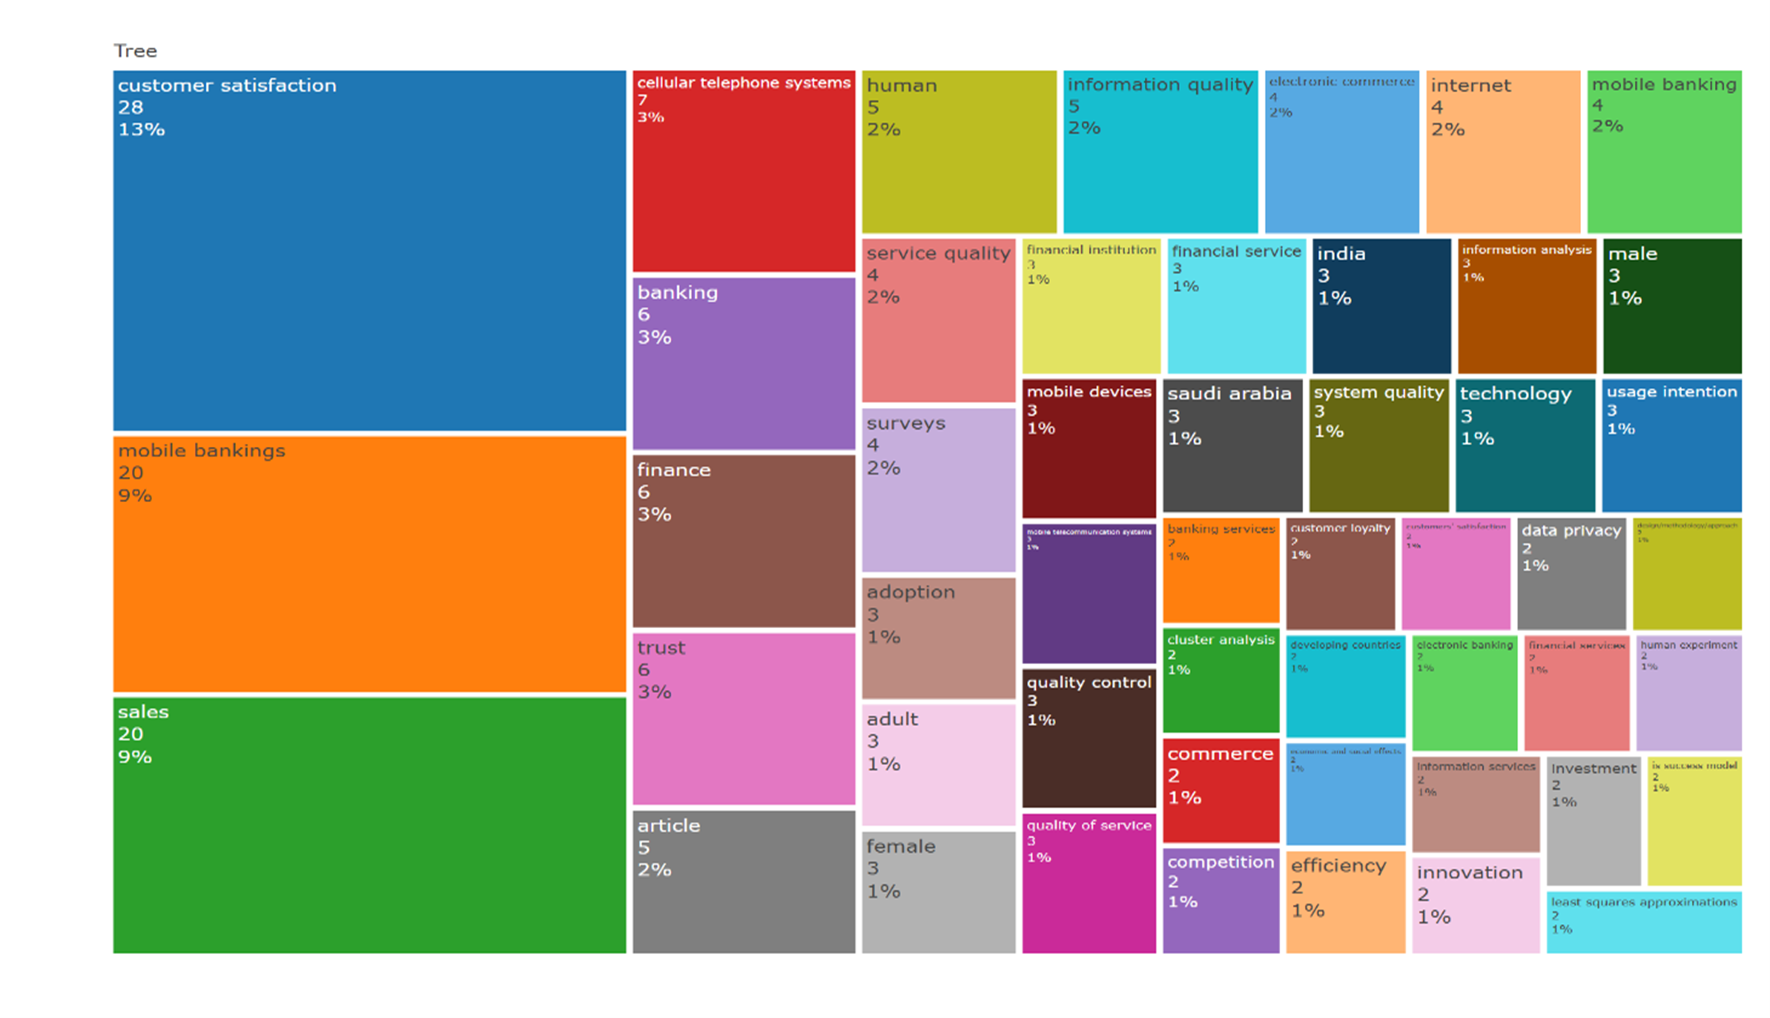 Tree
customer satisfaction
28
13%
mobile bankings
20
9%
sales
20
9%
cellular telephone systems
7
3%
banking
6
3%
finance
6
3%
trust
6
3%
article
5
2%
human
5
2%
information quality
5
2%
electronic commerce
4
2%
internet
4
2%
mobile banking
4
2%
service quality
4
2%
surveys
4
2%
adoption
3
1%
adult
3
1%
female
3
1%
financial institution
3
1%
financial service
3
1%
india
3
1%
information analysis
3
1%
male
3
1%
mobile devices
3
1%
mobile telecommunication systems
3
1%
quality control
3
1%
quality of service
3
1%
saudi arabia
3
1%
system quality
3
1%
technology
3
1%
usage intention
3
1%
banking services
2
1%
cluster analysis
2
1%
commerce
2
1%
competition
2
1%
customer loyalty
2
1%
customers' satisfaction
2
1%
data privacy
2
1%
design/methodology/approach
2
1%
developing countries
2
1%
economic and social effects
2
1%
efficiency
2
1%
electronic banking
2
1%
financial services
2
1%
human experiment
2
1%
information services
2
1%
innovation
2
1%
investment
2
1%
is success model
2
1%
least squares approximations
2
1%